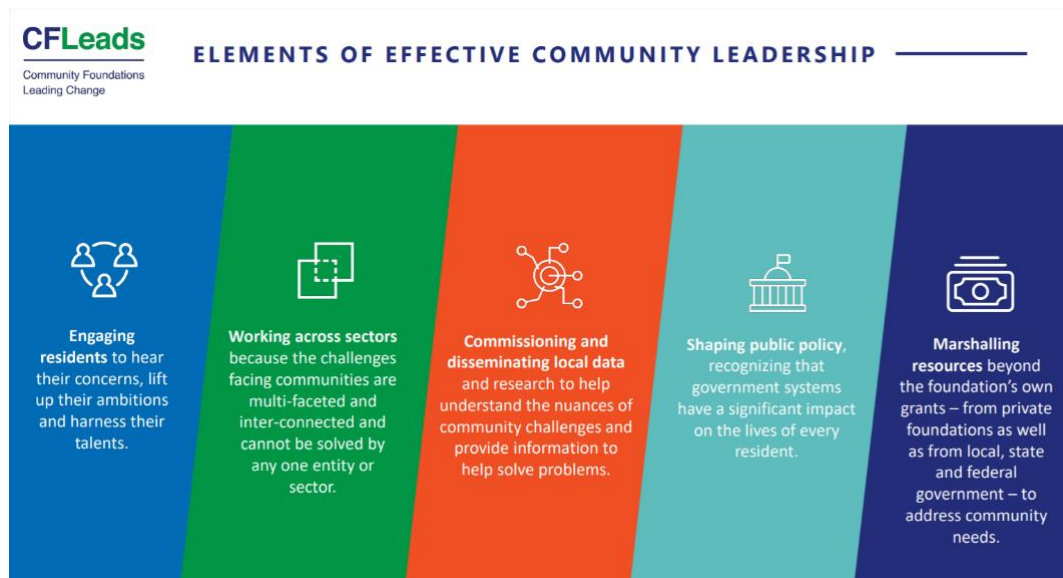 CFLeads
Community Foundations
Leading Change
ELEMENTS OF EFFECTIVE COMMUNITY LEADERSHIP
Engaging
residents to hear
their concerns, lift
up their ambitions
and harness their
talents.
Working across sectors
because the challenges
facing communities are
multi-faceted and
inter-connected and
cannot be solved by
any one entity or
sector.
Commissioning and
disseminating local data
and research to help
understand the nuances of
community challenges and
provide information to
help solve problems.
Shaping public policy,
recognizing that
government systems
have a significant impact
on the lives of every
resident.
Marshalling
resources beyond
the foundation’s own
grants – from private
foundations as well
as from local, state
and federal
government – to
address community
needs.